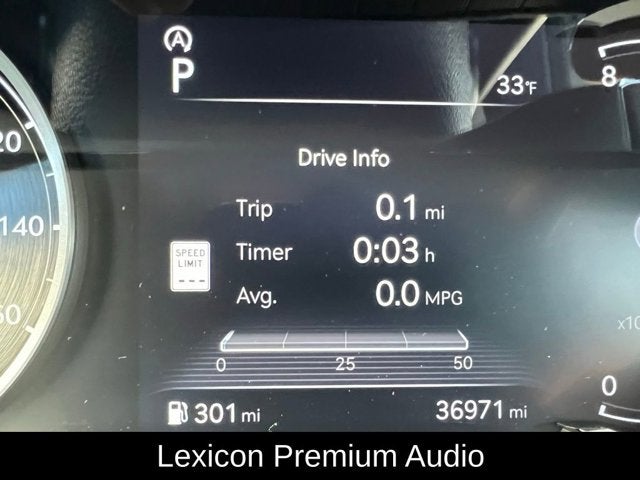 A
P
33°F
8
20
Drive Info
Trip 0.1 mi
140
SPEED LIMIT
---
Timer 0:03 h
Avg. 0.0 MPG
0 25 50
0
301 mi 36971 mi
Lexicon Premium Audio